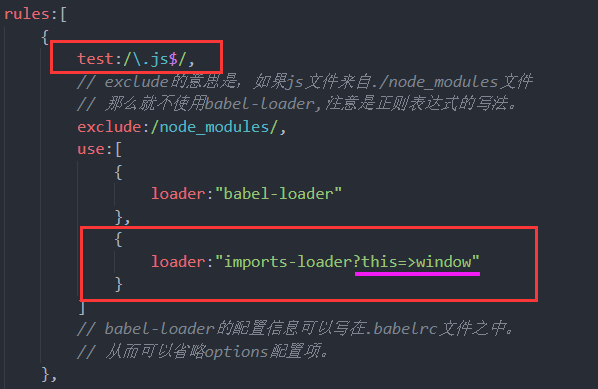 rules:[
{
test:/\.js$/,
// exclude的意思是，如果js文件来自./node_modules文件
// 那么就不使用babel-loader,注意是正则表达式的写法。
exclude:/node_modules/,
use:[
{
loader:"babel-loader"
},
{
loader:"imports-loader?this=>window"
}
]
// babel-loader的配置信息可以写在.babelrc文件之中。
// 从而可以省略options配置项。
},